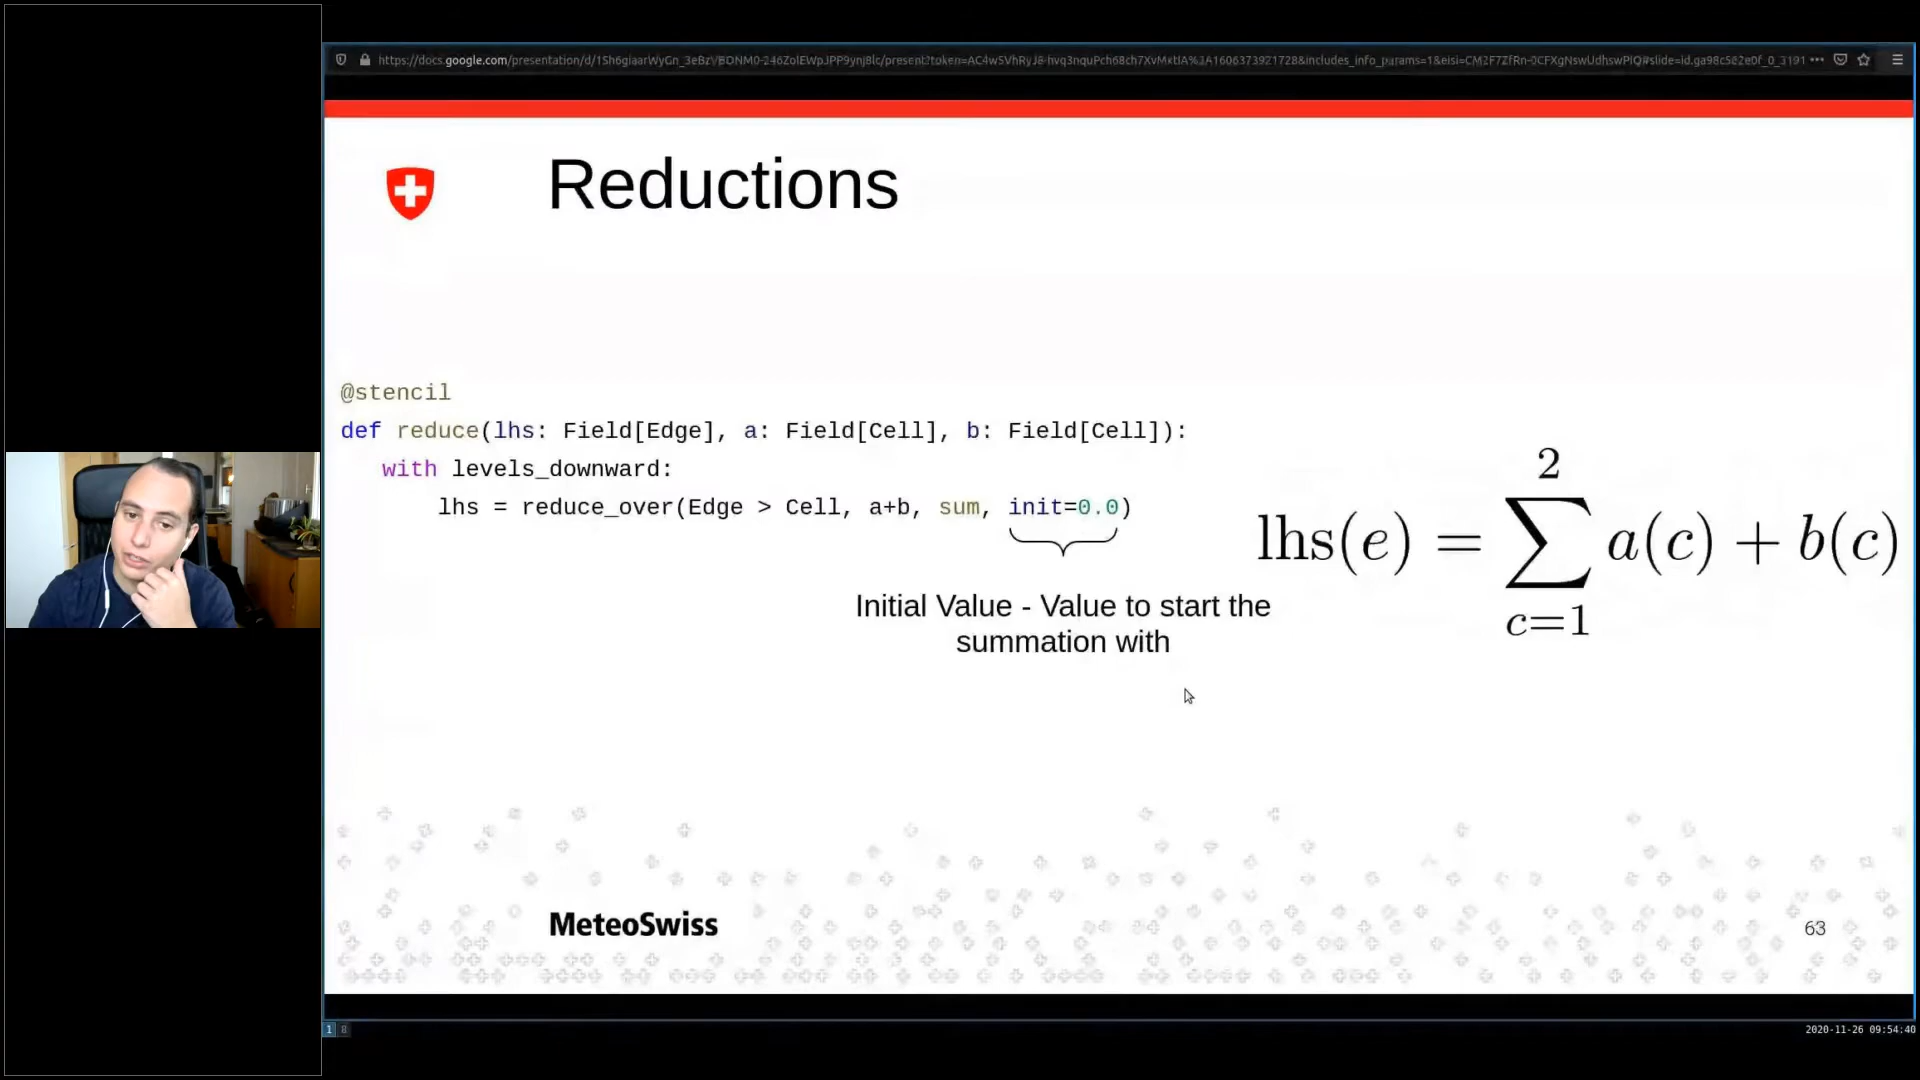 Reductions
@stencil
def reduce(lhs: Field[Edge], a: Field[Cell], b: Field[Cell]):
with levels_downward:
lhs = reduce_over(Edge > Cell, a+b, sum, init=0.0)
Initial Value - Value to start the
summation with
lhs(e) = ∑ a(c) + b(c)
2
c=1
MeteoSwiss
63
1 8
2020-11-26 09:54:40